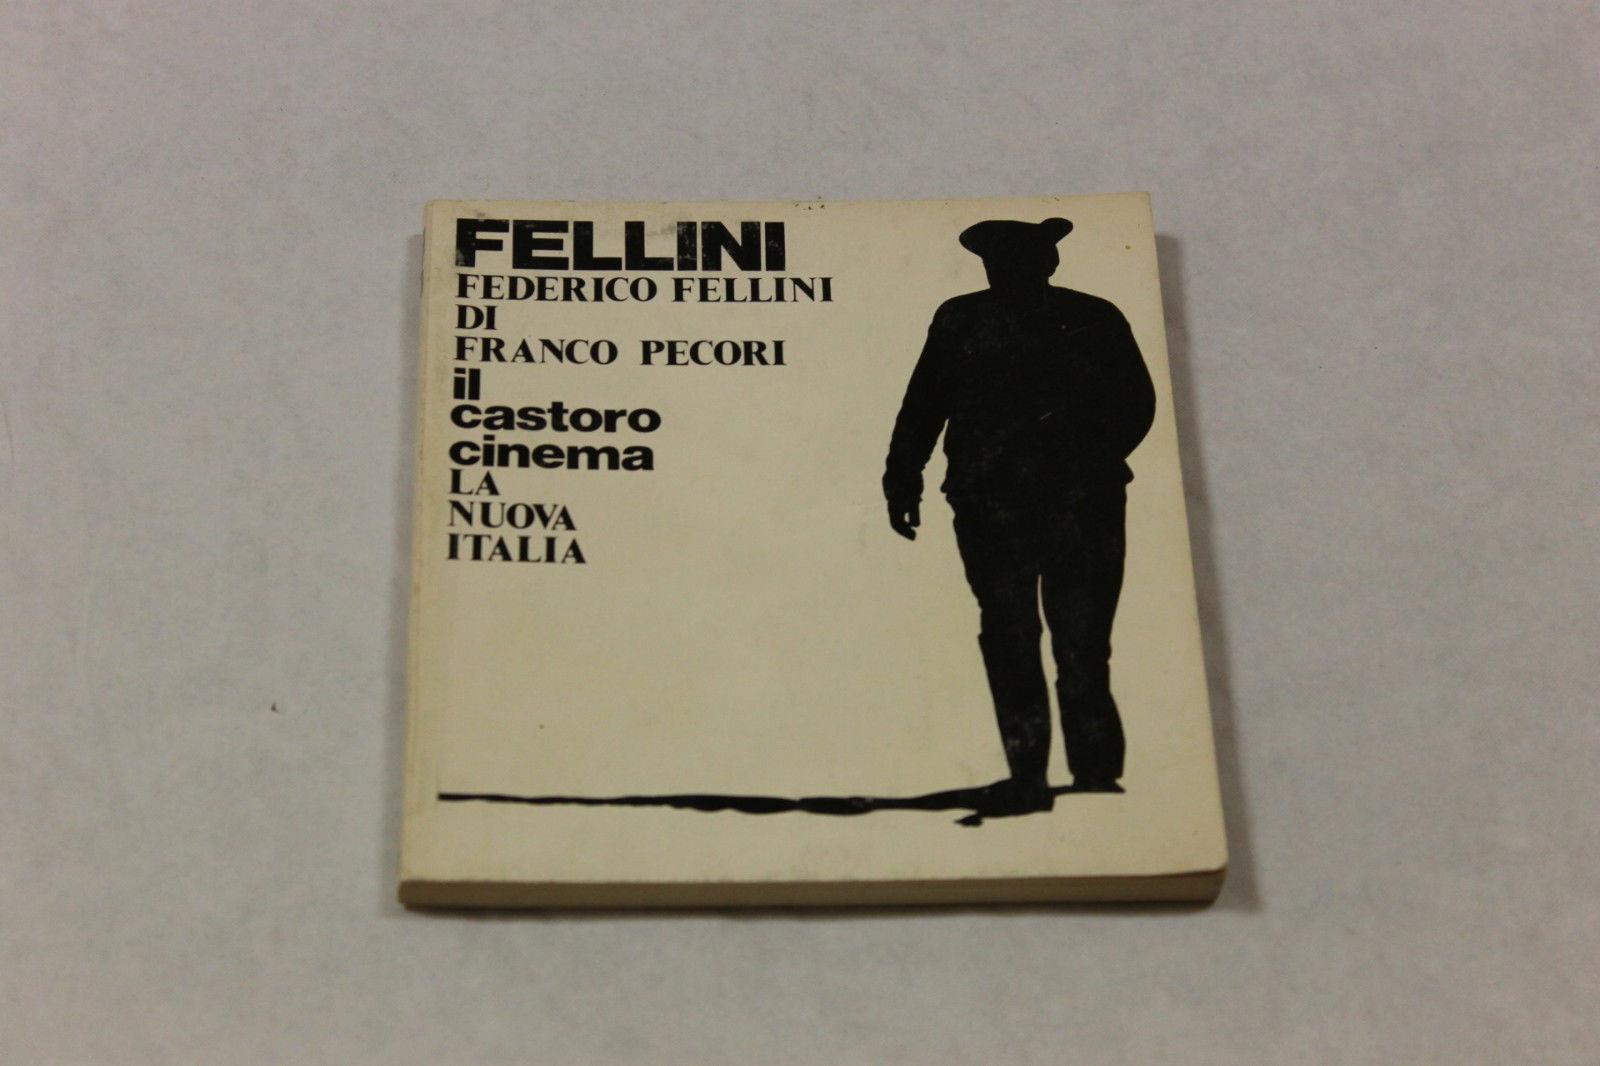 FELLINI
FEDERICO FELLINI
DI
FRANCO PECORI
il
castoro
cinema
LA
NUOVA
ITALIA